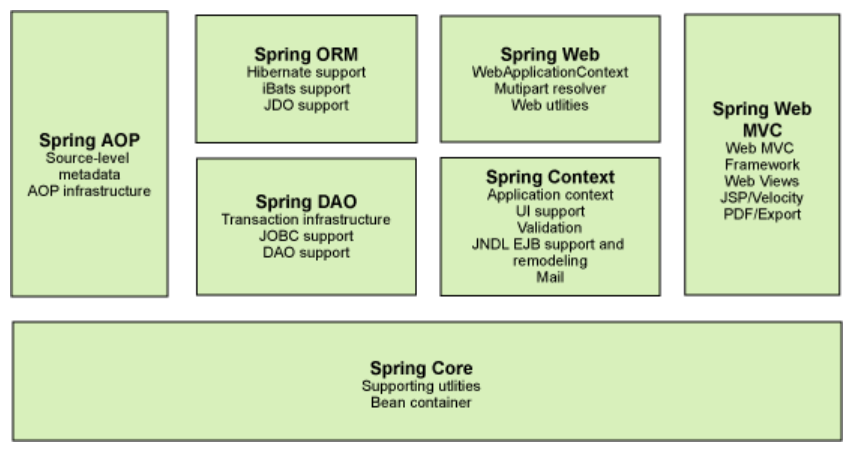 Spring AOP
Source-level
metadata
AOP infrastructure
Spring ORM
Hibernate support
iBats support
JDO support
Spring DAO
Transaction infrastructure
JOBC support
DAO support
Spring Web
WebApplicationContext
Mutipart resolver
Web utlities
Spring Context
Application context
UI support
Validation
JNDL EJB support and
remodeling
Mail
Spring Web
MVC
Web MVC
Framework
Web Views
JSP/Velocity
PDF/Export
Spring Core
Supporting utlities
Bean container